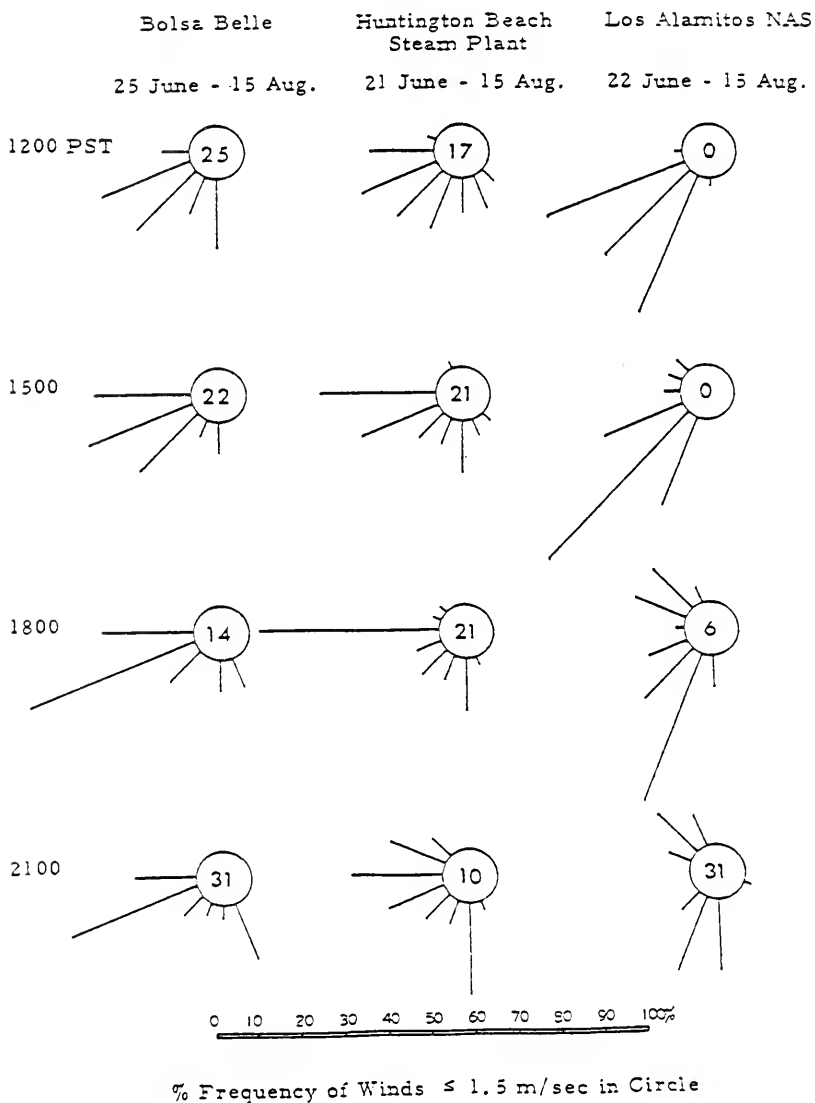 Bolsa Belle Huntington Beach Los Alamitos NAS
Steam Plant
25 June - 15 Aug. 21 June - 15 Aug. 22 June - 15 Aug.
1200 PST 25 17 0
1500 22 21 0
1800 14 21 6
2100 31 10 31
0 10 20 30 40 50 60 70 80 90 100%
% Frequency of Winds ≤ 1.5 m/sec in Circle